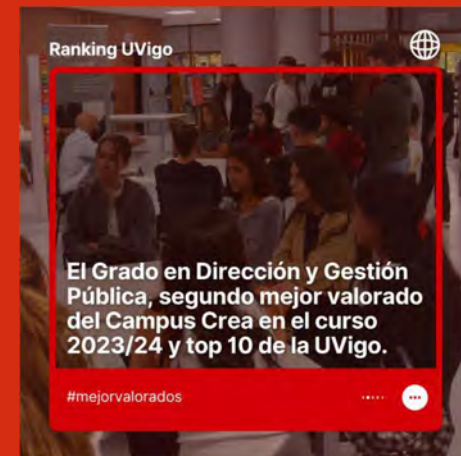 Ranking UVigo
El Grado en Dirección y Gestión
Pública, segundo mejor valorado
del Campus Crea en el curso
2023/24 y top 10 de la UVigo.
#mejorvalorados